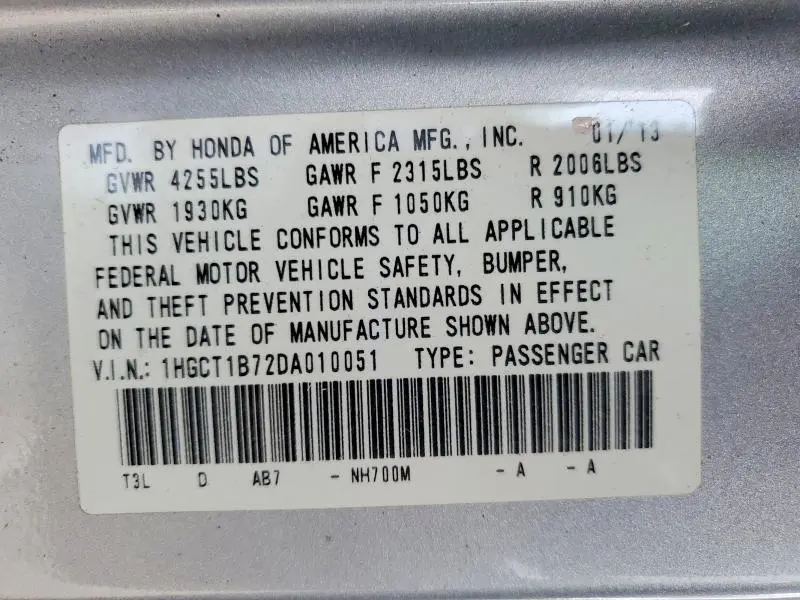 MFD. BY HONDA OF AMERICA MFG., INC. 01/'13
GVWR 4255LBS GAWR F 2315LBS R 2006LBS
GVWR 1930KG GAWR F 1050KG R 910KG
THIS VEHICLE CONFORMS TO ALL APPLICABLE
FEDERAL MOTOR VEHICLE SAFETY, BUMPER,
AND THEFT PREVENTION STANDARDS IN EFFECT
ON THE DATE OF MANUFACTURE SHOWN ABOVE.
V.I.N.: 1HGCT1B72DA010051 TYPE: PASSENGER CAR
T3L D AB7 - NH700M - A - A